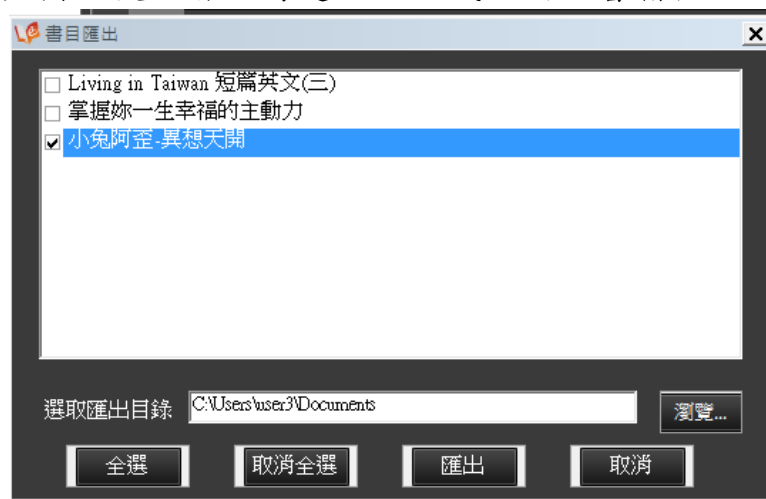 書目匯出
Living in Taiwan 短篇英文(三)
掌握妳一生幸福的主動力
小兔阿歪-異想天開
選取匯出目錄 C:\Users\user3\Documents 瀏覽...
全選 取消全選 匯出 取消